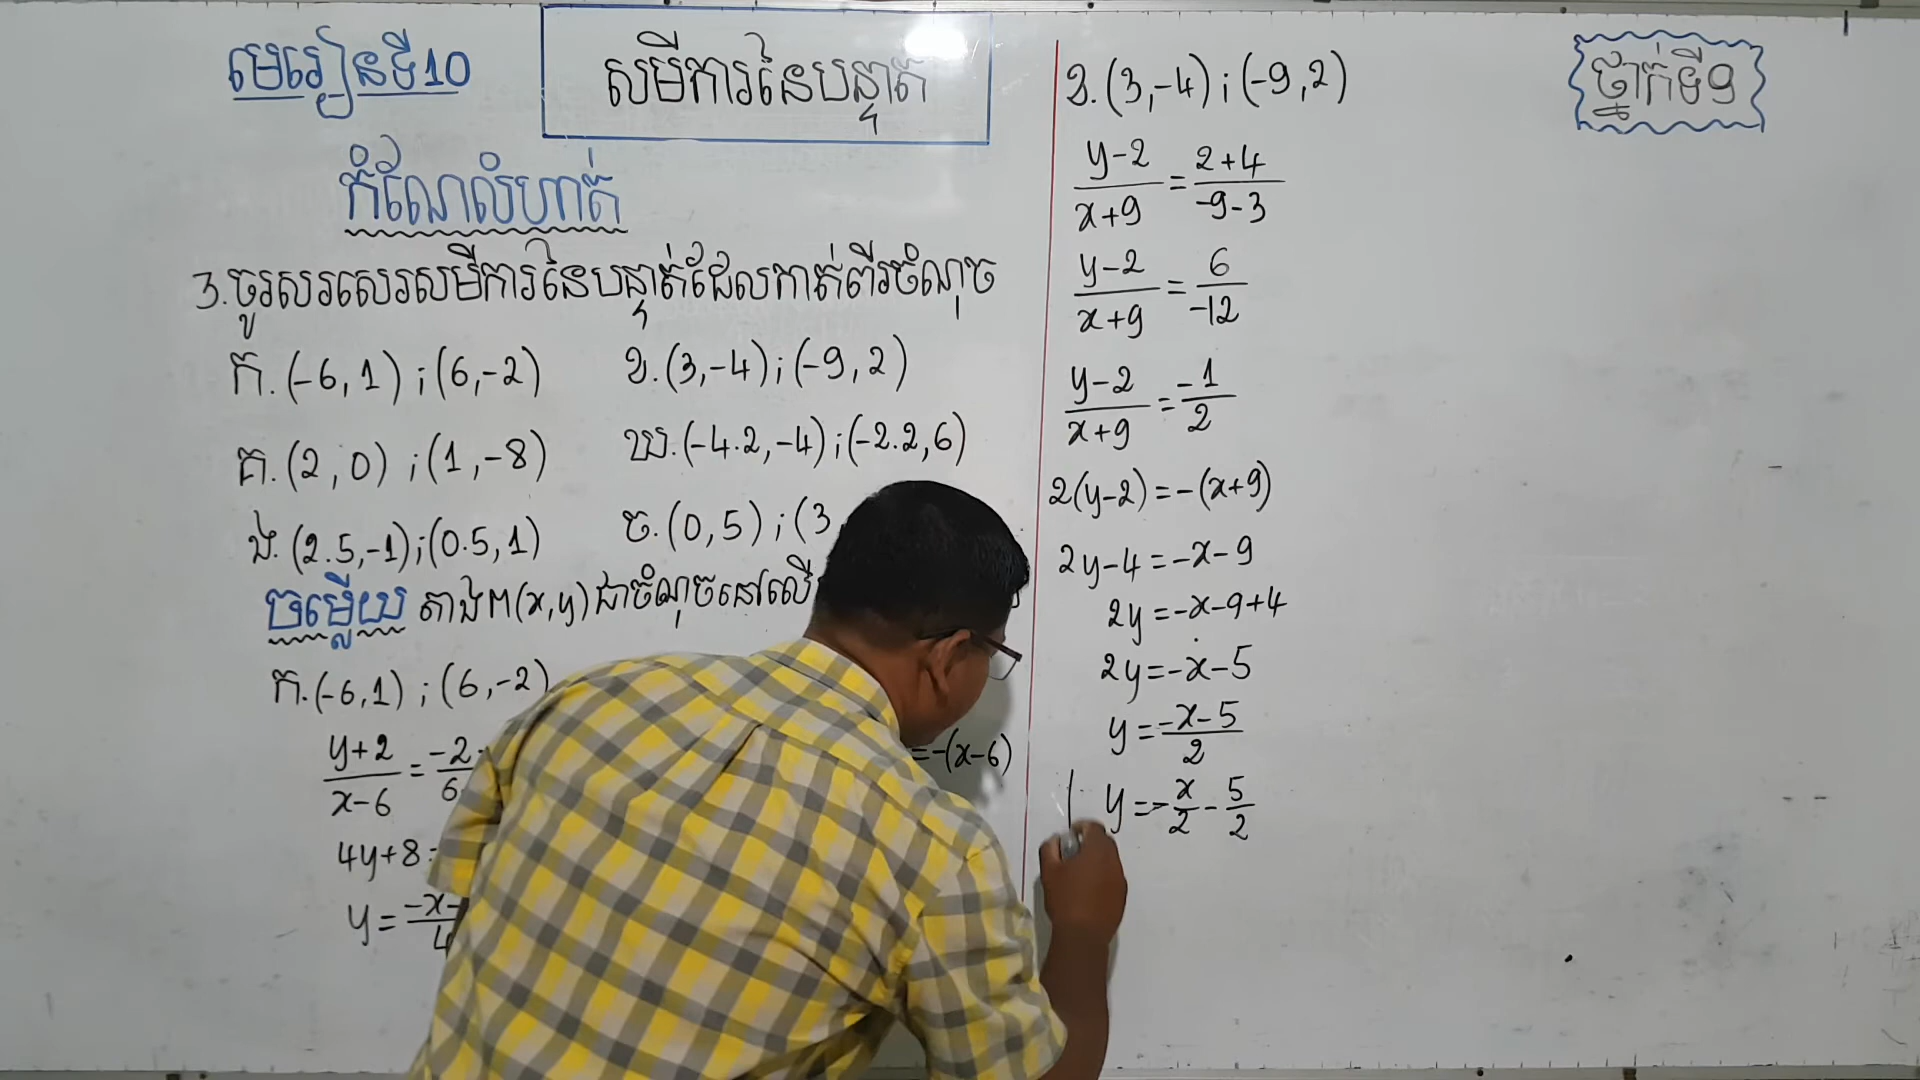 មេរៀនទី10
សមីការនៃបន្ទាត់
ថ្នាក់ទី9
កំណែលំហាត់
3.ចូរសរសេរសមីការនៃបន្ទាត់ដែលកាត់ពីរចំណុច
ក.(-6,1) ; (6,-2)
ខ.(3,-4) ; (-9,2)
គ.(2,0) ; (1,-8)
ឃ.(-4.2,-4) ; (-2.2,6)
ង.(2.5,-1) ; (0.5,1)
ច.(0,5) ; (3,
ចម្លើយ តាងM(x,y)ជាចំណុចនៅលើ
ក.(-6,1) ; (6,-2)
(y+2)/(x-6) = -2 / 6
=-(x-6)
4y+8=
y = -x- / 4
ខ.(3,-4) ; (-9,2)
(y-2)/(x+9) = (2+4)/(-9-3)
(y-2)/(x+9) = 6/-12
(y-2)/(x+9) = -1/2
2(y-2)=-(x+9)
2y-4=-x-9
2y=-x-9+4
2y=-x-5
y=(-x-5)/2
y=-x/2-5/2